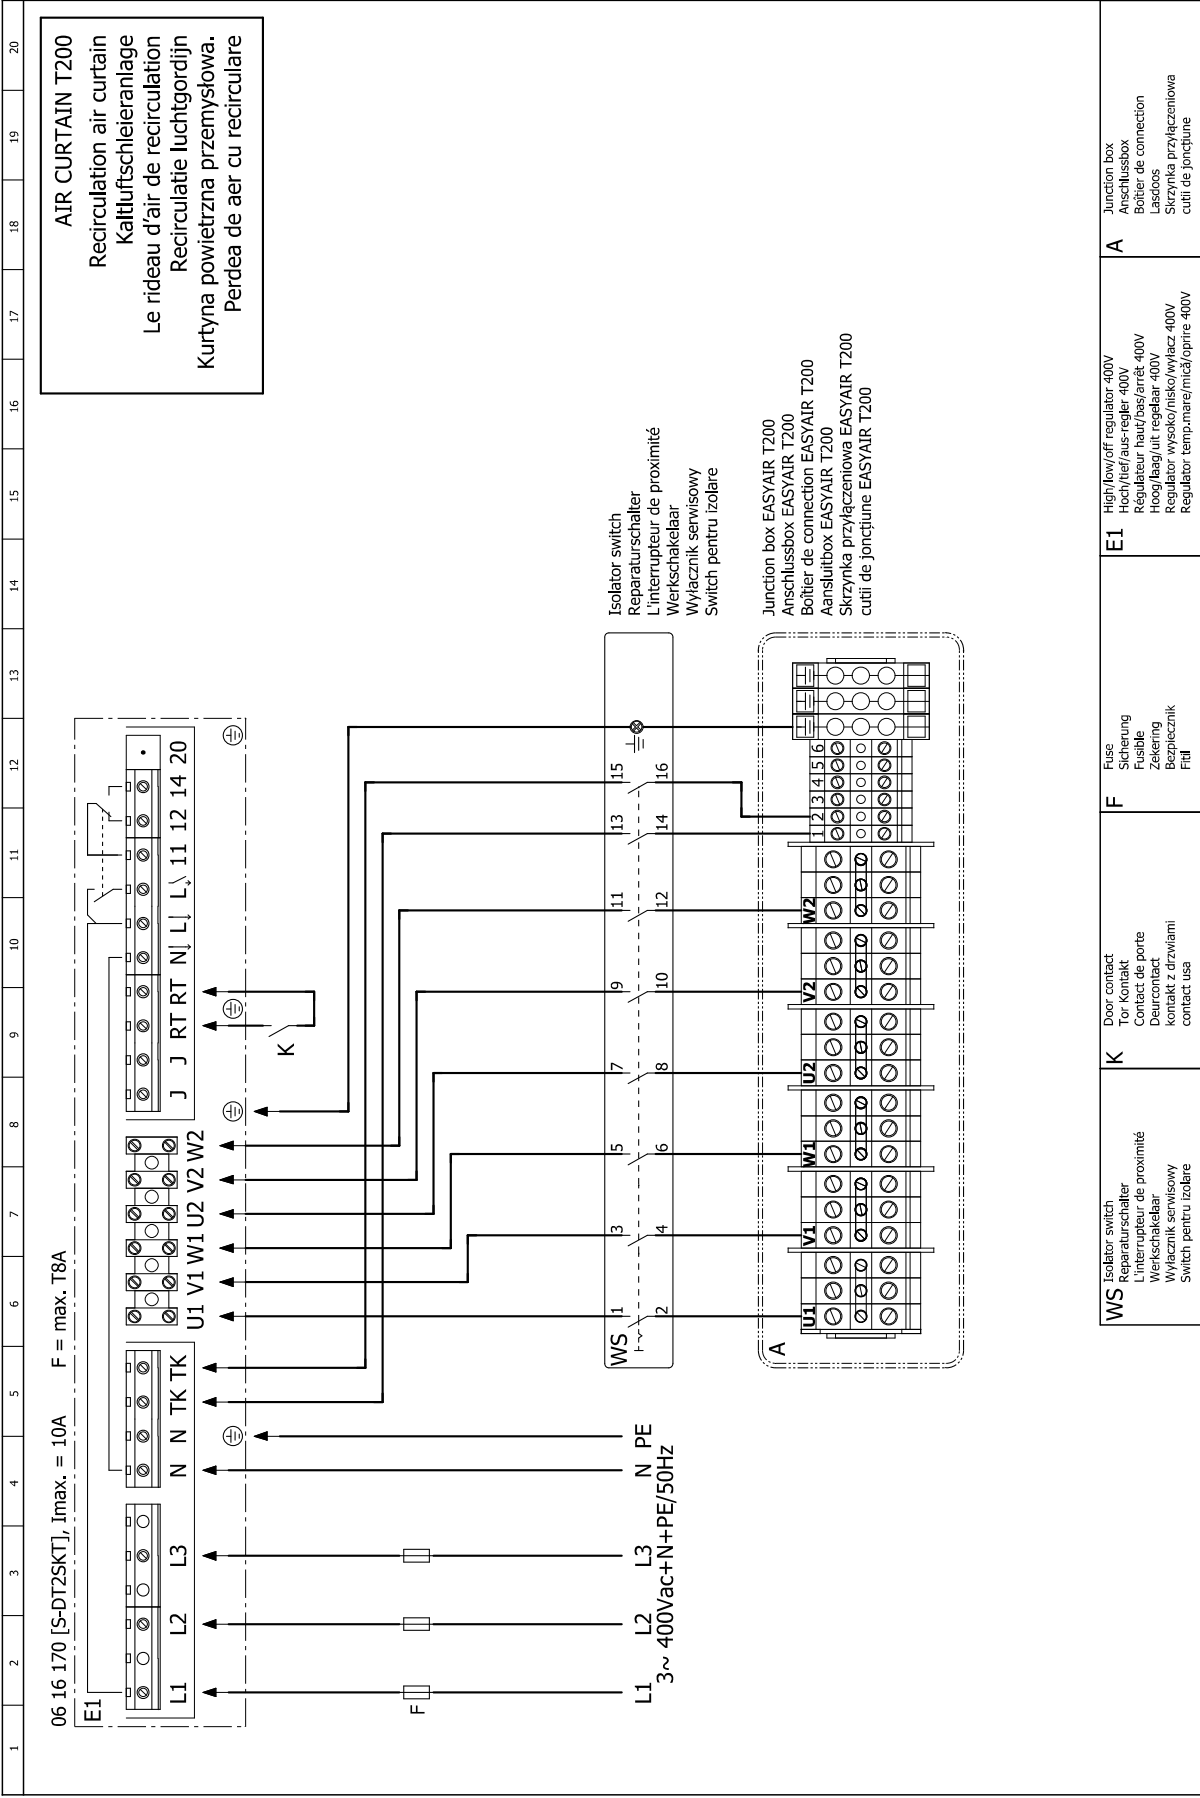 1 2 3 4 5 6 7 8 9 10 11 12 13 14 15 16 17 18 19 20
06 16 170 [S-DT2SKT], Imax. = 10A F = max. T8A
AIR CURTAIN T200
Recirculation air curtain
Kaltluftschleieranlage
Le rideau d'air de recirculation
Recirculatie luchtgordijn
Kurtyna powietrzna przemysłowa.
Perdea de aer cu recirculare
E1
L1 L2 L3 N N TK TK U1 V1 W1 U2 V2 W2 J J RT RT N L L 11 12 14 20
K
F
L1 L2 L3 N PE
3~ 400Vac+N+PE/50Hz
WS
1 3 5 7 9 11 13 15
2 4 6 8 10 12 14 16
Isolator switch
Reparaturschalter
L'interrupteur de proximité
Werkschakelaar
Wyłacznik serwisowy
Switch pentru izolare
A
U1 V1 W1 U2 V2 W2 1 2 3 4 5 6
Junction box EASYAIR T200
Anschlussbox EASYAIR T200
Boîtier de connection EASYAIR T200
Aansluitbox EASYAIR T200
Skrzynka przyłączeniowa EASYAIR T200
cutii de joncțiune EASYAIR T200
WS
Isolator switch
Reparaturschalter
L'interrupteur de proximité
Werkschakelaar
Wyłacznik serwisowy
Switch pentru izolare
K
Door contact
Tor Kontakt
Contact de porte
Deurcontact
kontakt z drzwiami
contact usa
F
Fuse
Sicherung
Fusible
Zekering
Bezpiecznik
Fitil
E1
High/low/off regulator 400V
Hoch/tief/aus-regler 400V
Régulateur haut/bas/arrêt 400V
Hoog/laag/uit regelaar 400V
Regulator wysoko/nisko/wyłacz 400V
Regulator temp.mare/mică/oprire 400V
A
Junction box
Anschlussbox
Boîtier de connection
Lasdoos
Skrzynka przyłączeniowa
cutii de joncțiune